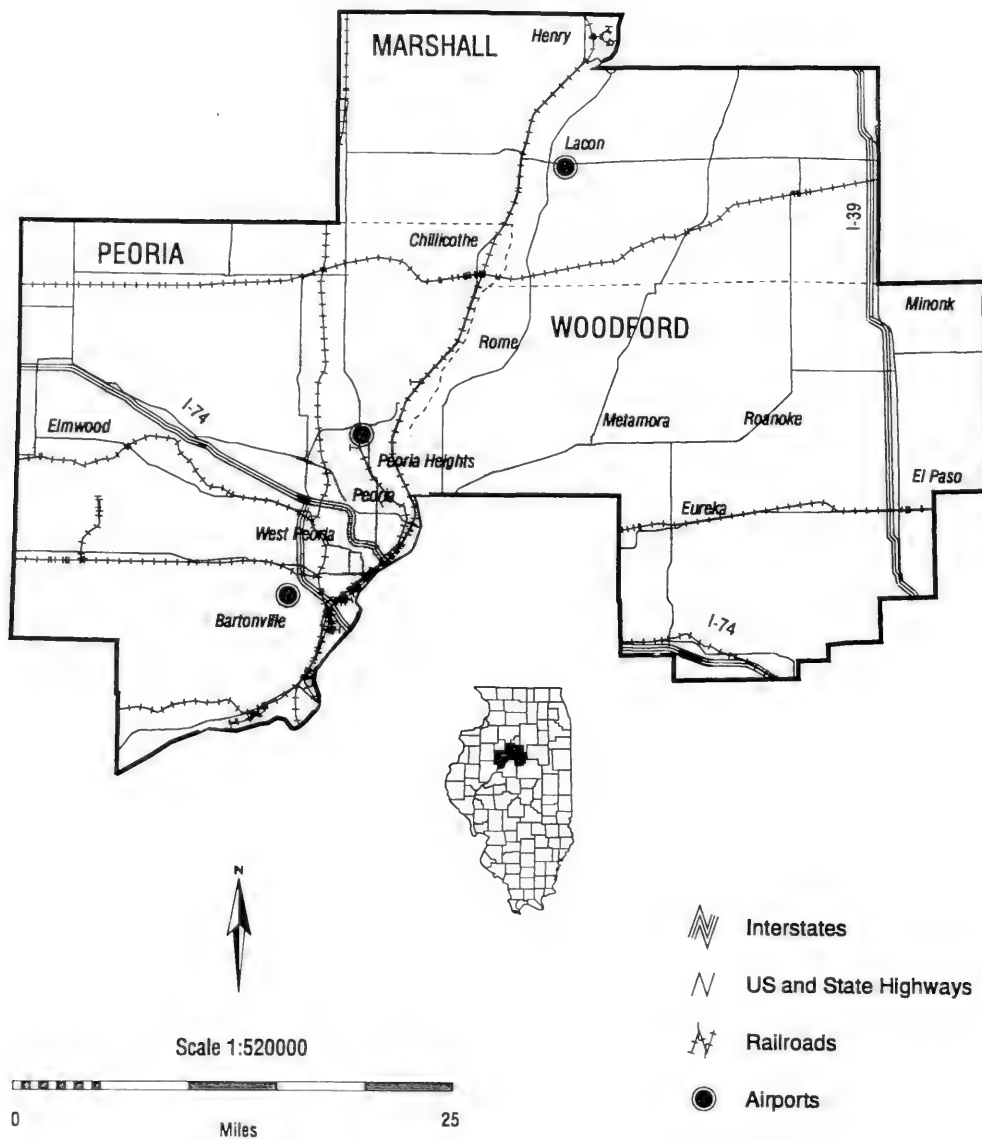 MARSHALL
Henry
Lacon
PEORIA
Chillicothe
I-39
Minonk
Rome
WOODFORD
I-74
Elmwood
Metamora
Roanoke
Peoria Heights
Peoria
El Paso
West Peoria
Eureka
Bartonville
I-74
N
Interstates
US and State Highways
Railroads
Airports
Scale 1:520000
0
25
Miles